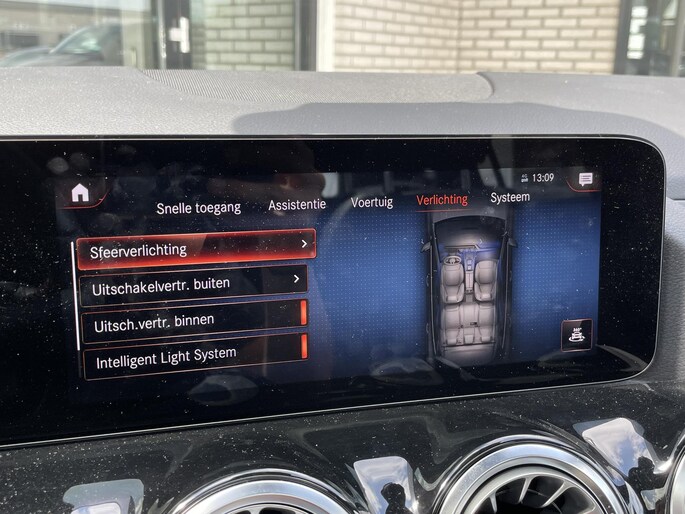 13:09
Snelle toegang
Assistentie
Voertuig
Verlichting
Systeem
Sfeerverlichting
Uitschakelvertr. buiten
Uitsch.vertr. binnen
Intelligent Light System